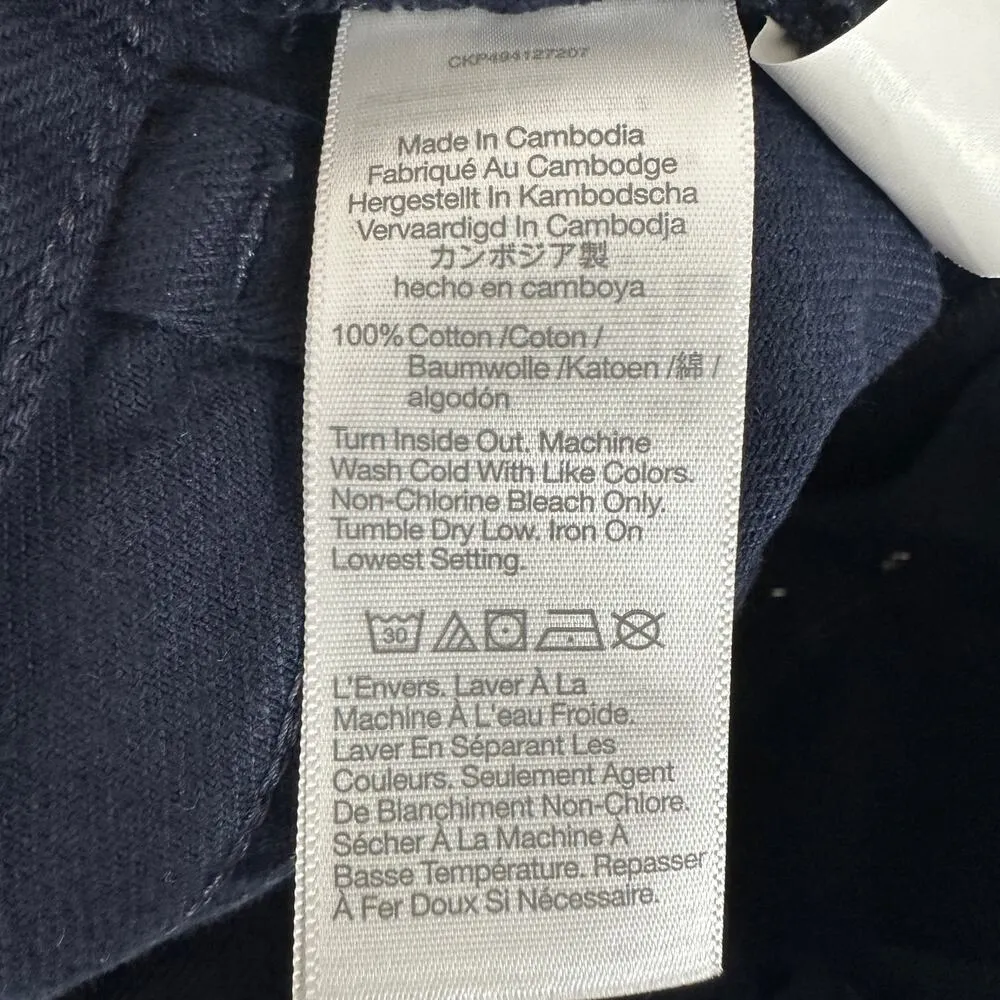 CKP494127207
Made In Cambodia
Fabriqué Au Cambodge
Hergestellt In Kambodscha
Vervaardigd In Cambodja
カンボジア製
hecho en camboya
100% Cotton /Coton /
Baumwolle /Katoen /綿 /
algodón
Turn Inside Out. Machine
Wash Cold With Like Colors.
Non-Chlorine Bleach Only.
Tumble Dry Low. Iron On
Lowest Setting.
30
L'Envers. Laver À La
Machine À L'eau Froide.
Laver En Séparant Les
Couleurs. Seulement Agent
De Blanchiment Non-Chlore.
Sécher À La Machine À
Basse Température. Repasser
À Fer Doux Si Nécessaire.